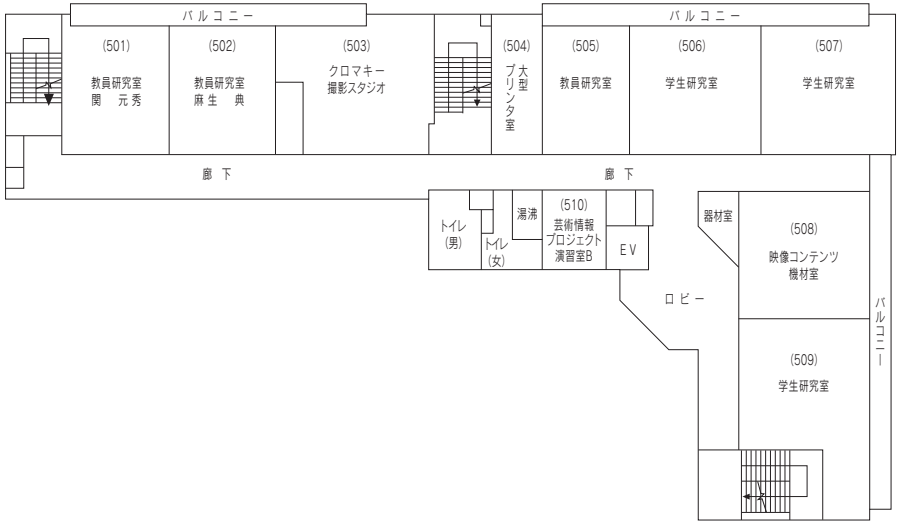 バルコニー
バルコニー
(501)
教員研究室
関 元秀
(502)
教員研究室
麻生 典
(503)
クロマキー
撮影スタジオ
(504)
大型
プリンタ室
(505)
教員研究室
(506)
学生研究室
(507)
学生研究室
廊下
廊下
トイレ
(男)
トイレ
(女)
湯沸
(510)
芸術情報
プロジェクト
演習室B
EV
器材室
(508)
映像コンテンツ
機材室
ロビー
バルコニー
(509)
学生研究室